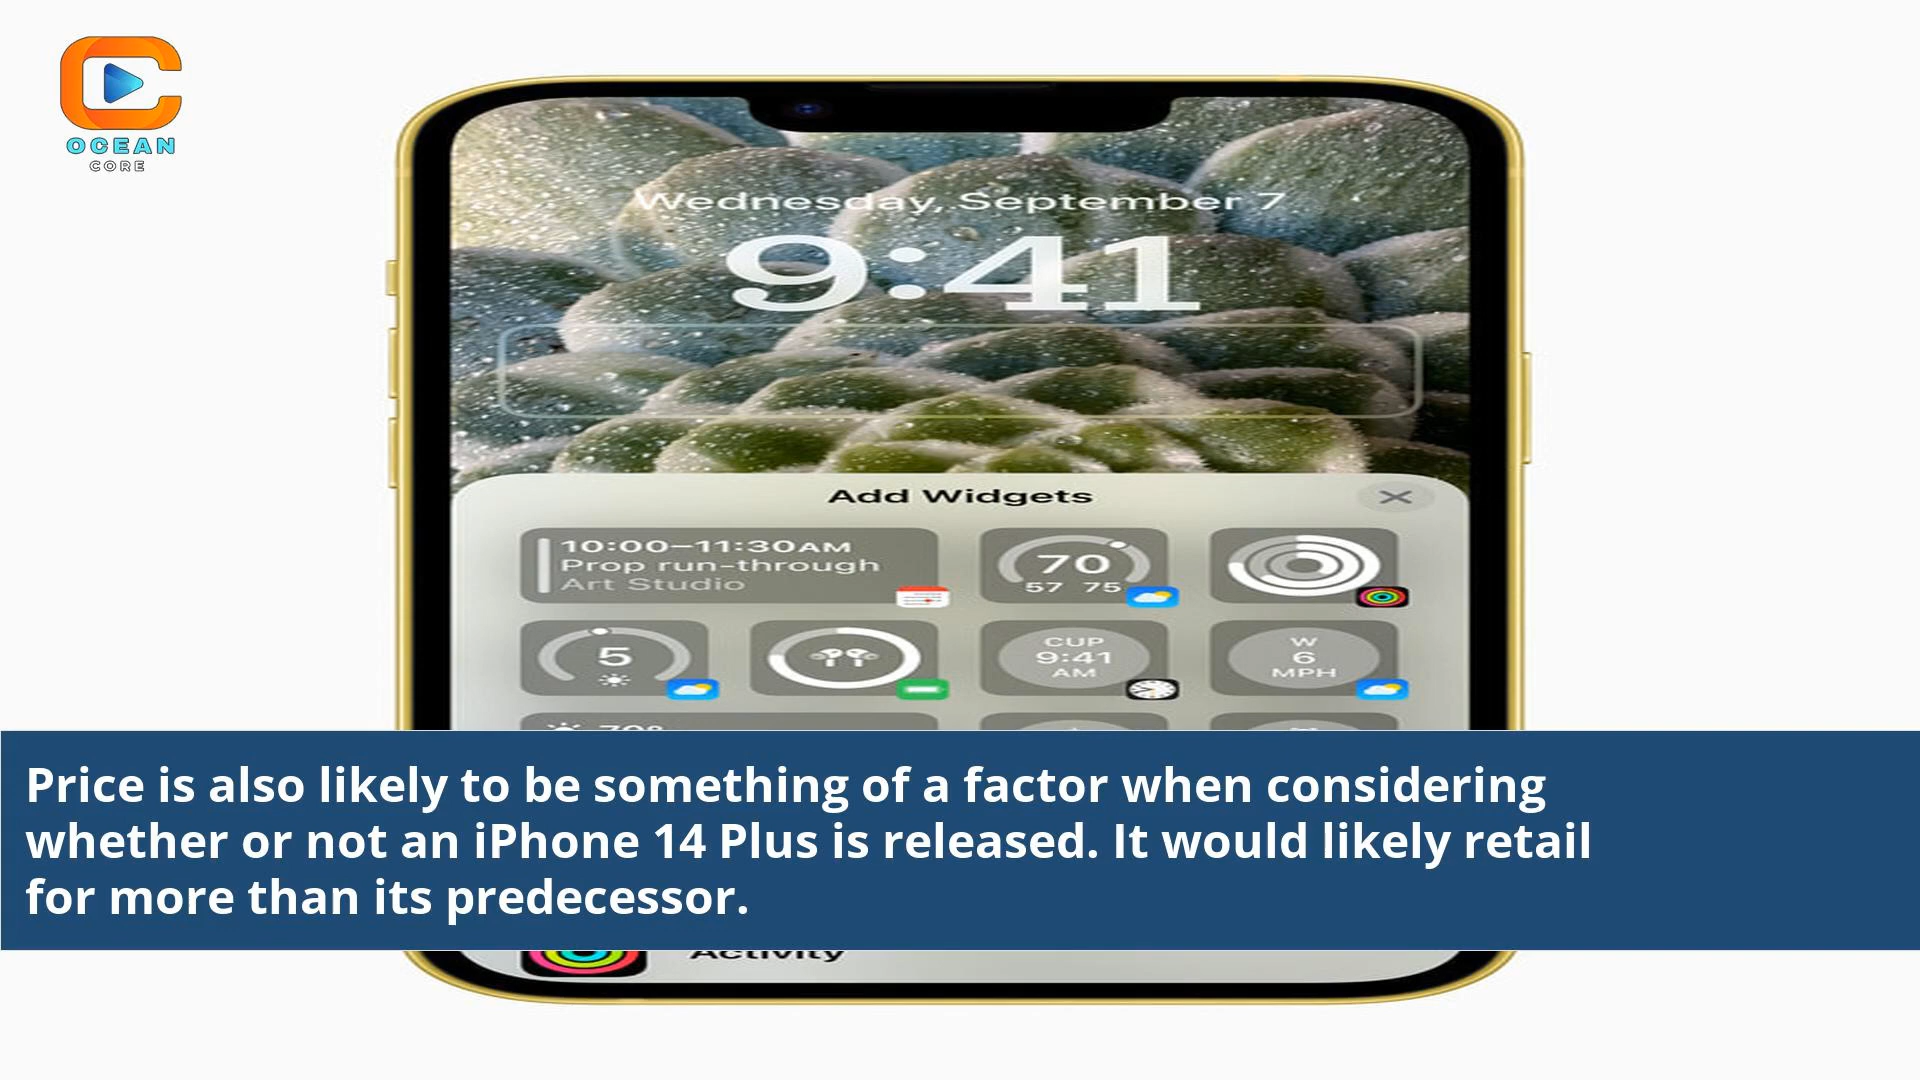 OCEAN
CORE
Wednesday, September 7
9:41
Add Widgets
10:00–11:30AM
Prop run-through
Art Studio
70
57 75
5
CUP
9:41
AM
W
6
MPH
Price is also likely to be something of a factor when considering
whether or not an iPhone 14 Plus is released. It would likely retail
for more than its predecessor.
Activity